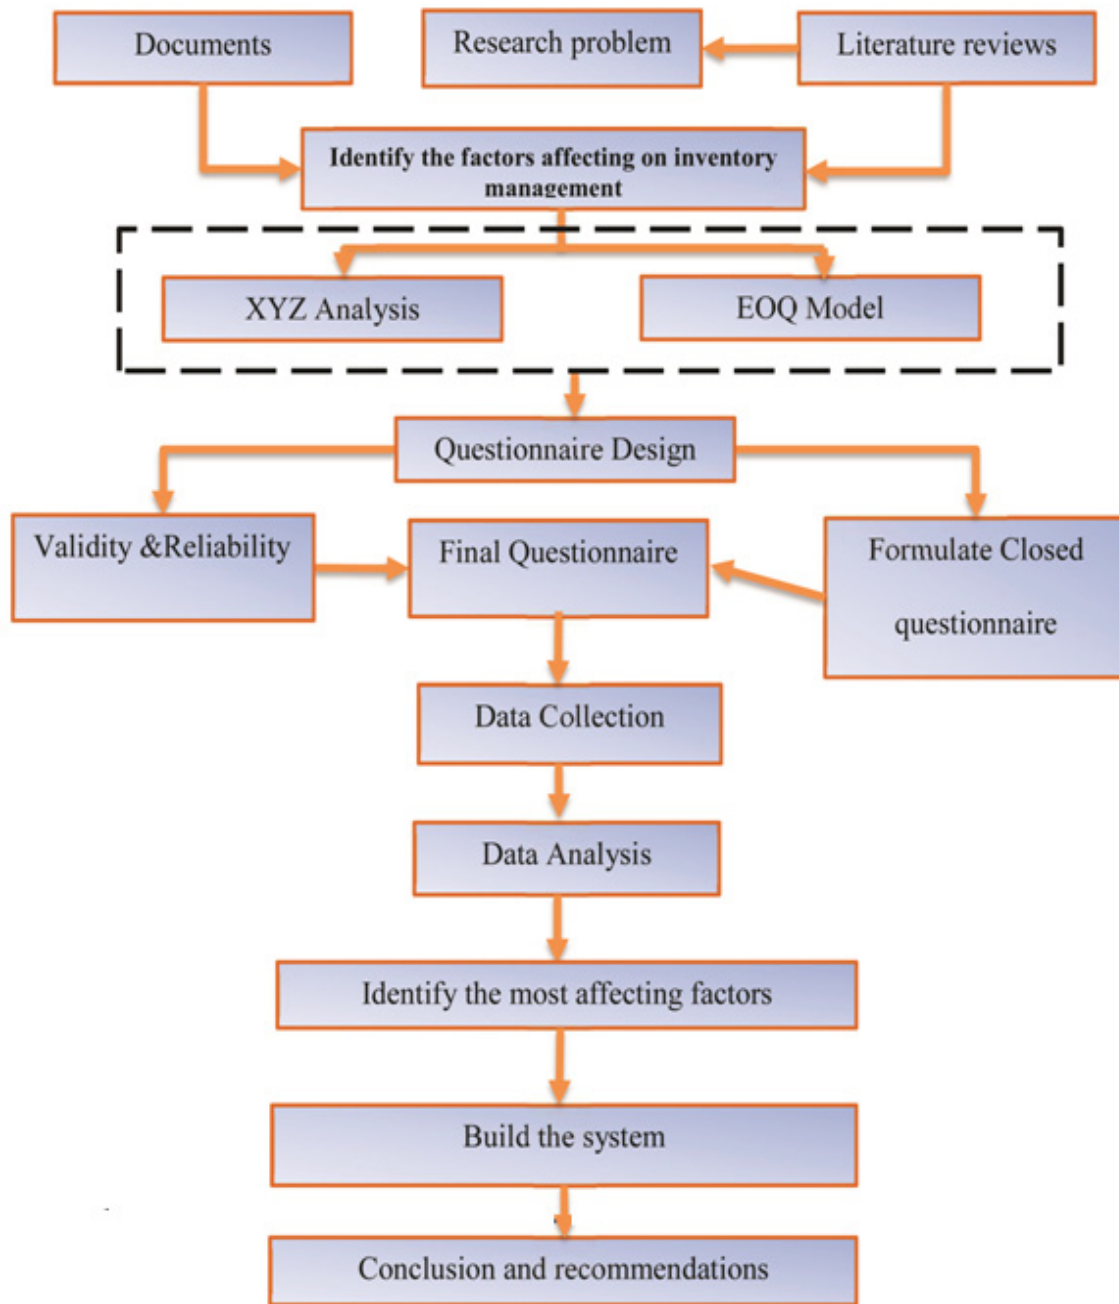 Documents
Research problem
Literature reviews
Identify the factors affecting on inventory
management
XYZ Analysis
EOQ Model
Questionnaire Design
Validity &Reliability
Final Questionnaire
Formulate Closed
questionnaire
Data Collection
Data Analysis
Identify the most affecting factors
Build the system
Conclusion and recommendations